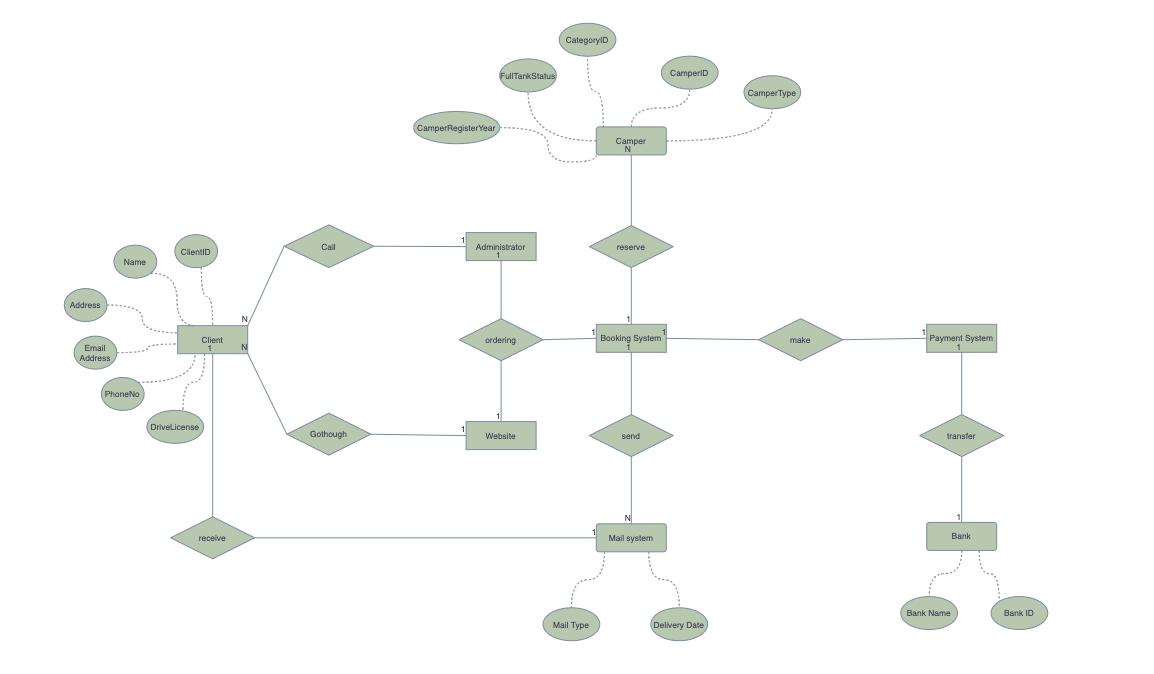 CategoryID
FullTankStatus
CamperID
CamperType
CamperRegisterYear
Camper
N
ClientID
Name
Call
1
Administrator
1
reserve
Address
N
1
Client
1
N
Email
Address
ordering
1
Booking System
1
1
make
1
Payment System
1
PhoneNo
DriveLicense
Gothough
1
1
Website
send
transfer
receive
N
1
Mail system
1
Bank
Mail Type
Delivery Date
Bank Name
Bank ID